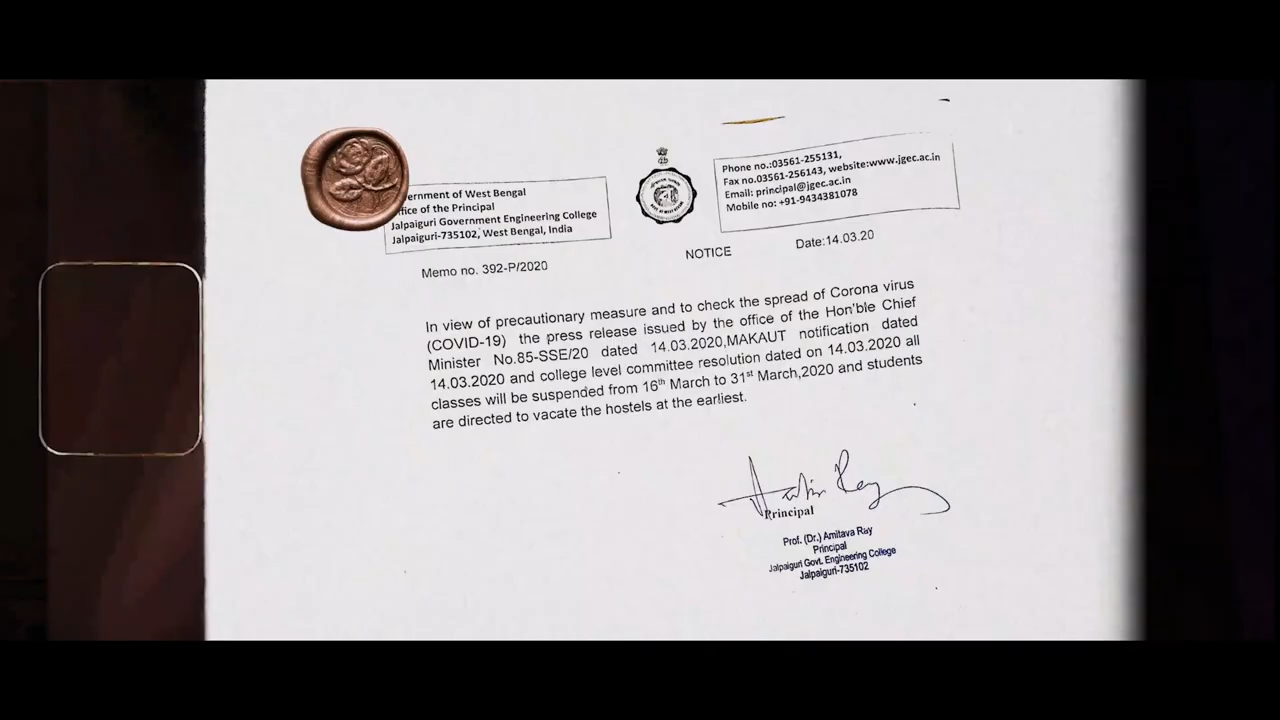 ernment of West Bengal
ffice of the Principal
Jalpaiguri Government Engineering College
Jalpaiguri-735102, West Bengal, India
Phone no.:03561-255131,
Fax no.03561-256143, website:www.jgec.ac.in
Email: principal@jgec.ac.in
Mobile no: +91-9434381078
Memo no. 392-P/2020
NOTICE
Date:14.03.20
In view of precautionary measure and to check the spread of Corona virus
(COVID-19) the press release issued by the office of the Hon'ble Chief
Minister No.85-SSE/20 dated 14.03.2020,MAKAUT notification dated
14.03.2020 and college level committee resolution dated on 14.03.2020 all
classes will be suspended from 16th March to 31st March,2020 and students
are directed to vacate the hostels at the earliest.
Principal
Prof. (Dr.) Amitava Ray
Principal
Jalpaiguri Govt. Engineering College
Jalpaiguri-735102